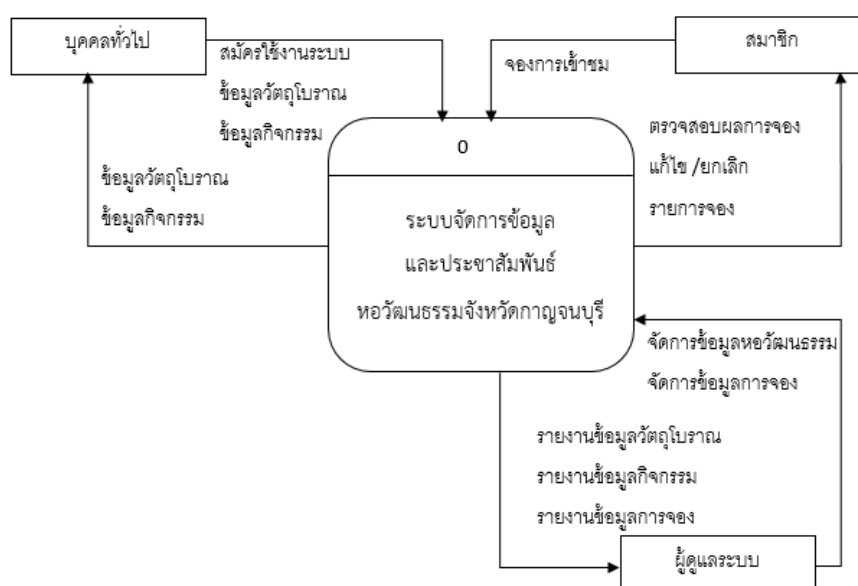 บุคคลทั่วไป
สมาชิก
สมัครใช้งานระบบ
ข้อมูลวัตถุโบราณ
ข้อมูลกิจกรรม
จองการเข้าชม
ข้อมูลวัตถุโบราณ
ข้อมูลกิจกรรม
0
ระบบจัดการข้อมูล
และประชาสัมพันธ์
หอวัฒนธรรมจังหวัดกาญจนบุรี
ตรวจสอบผลการจอง
แก้ไข /ยกเลิก
รายการจอง
จัดการข้อมูลหอวัฒนธรรม
จัดการข้อมูลการจอง
รายงานข้อมูลวัตถุโบราณ
รายงานข้อมูลกิจกรรม
รายงานข้อมูลการจอง
ผู้ดูแลระบบ